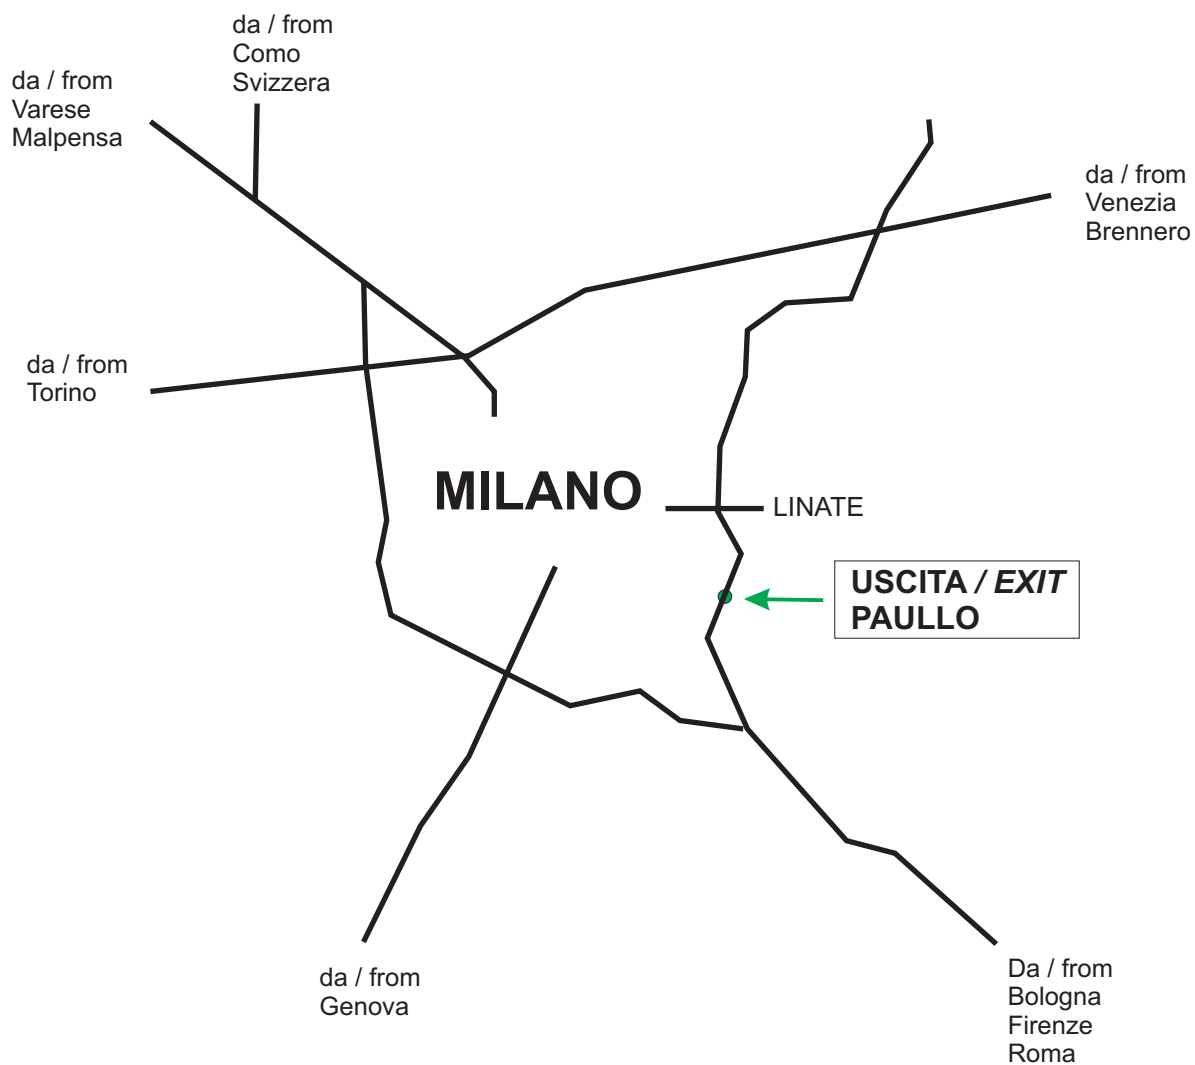 da / from
Como
Svizzera
da / from
Varese
Malpensa
da / from
Venezia
Brennero
da / from
Torino
MILANO
LINATE
USCITA / EXIT
PAULLO
da / from
Genova
Da / from
Bologna
Firenze
Roma